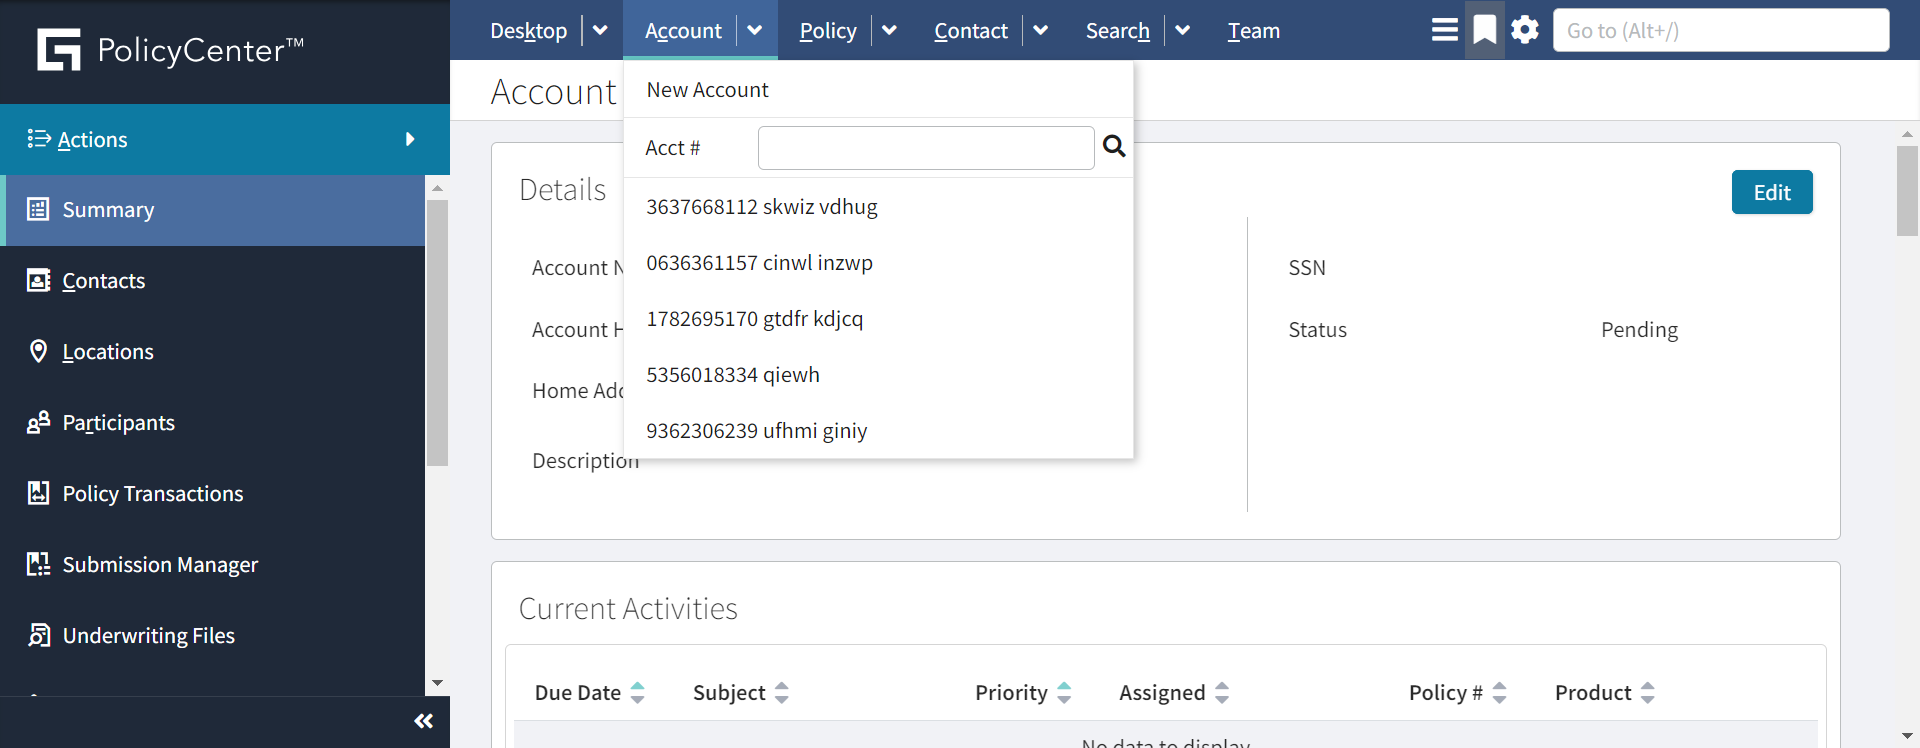 PolicyCenter™
Desktop Account Policy Contact Search Team Go to (Alt+/)
Actions
Summary
Contacts
Locations
Participants
Policy Transactions
Submission Manager
Underwriting Files
Account
New Account
Acct #
3637668112 skwiz vdhug
0636361157 cinwl inzwp
1782695170 gtdfr kdjcq
5356018334 qiewh
9362306239 ufhmi giniy
Details
Edit
Account
SSN
Account
Status Pending
Home
Description
Current Activities
Due Date Subject Priority Assigned Policy # Product
No data to display